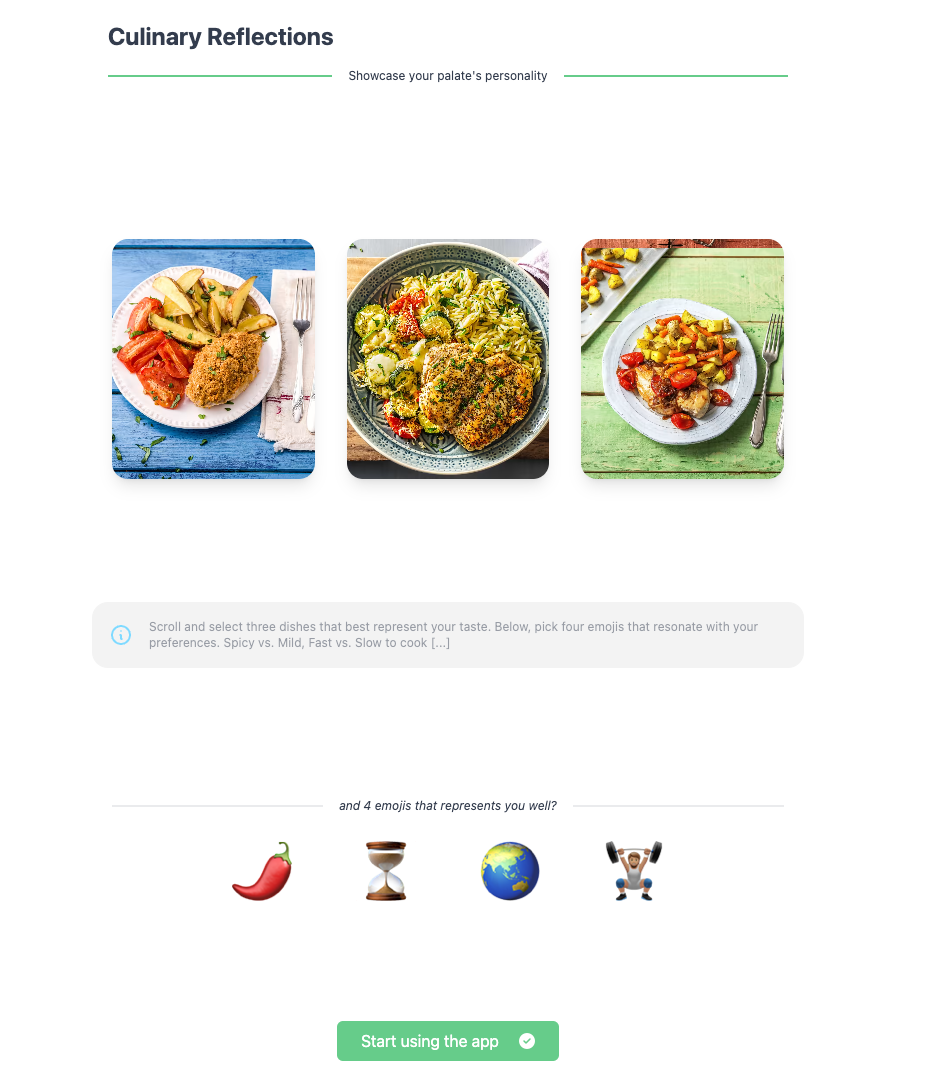 Culinary Reflections
Showcase your palate's personality
Scroll and select three dishes that best represent your taste. Below, pick four emojis that resonate with your
preferences. Spicy vs. Mild, Fast vs. Slow to cook [...]
and 4 emojis that represents you well?
Start using the app